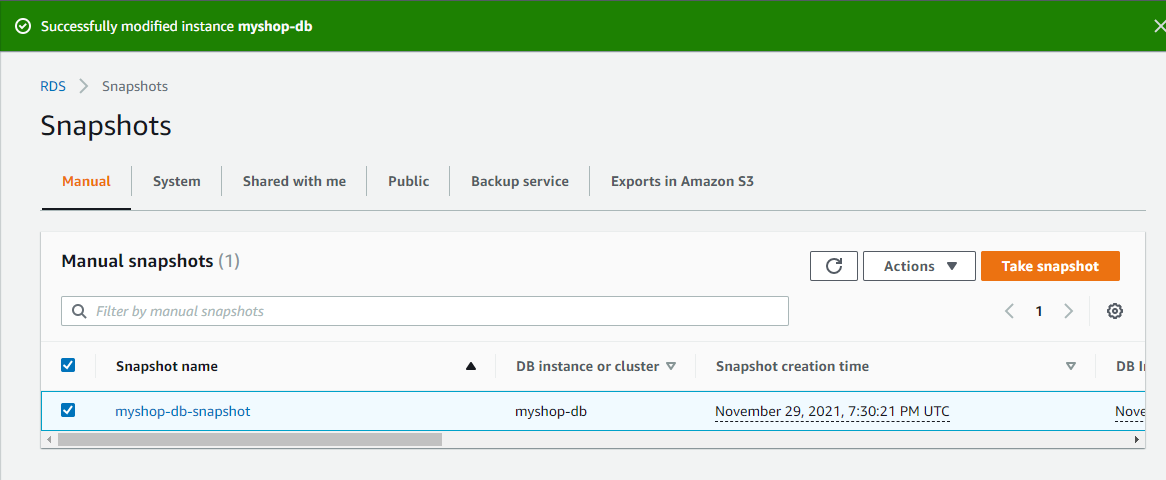 Successfully modified instance myshop-db
RDS Snapshots
Snapshots
Manual System Shared with me Public Backup service Exports in Amazon S3
Manual snapshots (1)
Actions Take snapshot
Filter by manual snapshots
1
Snapshot name DB instance or cluster Snapshot creation time DB
myshop-db-snapshot myshop-db November 29, 2021, 7:30:21 PM UTC Nove